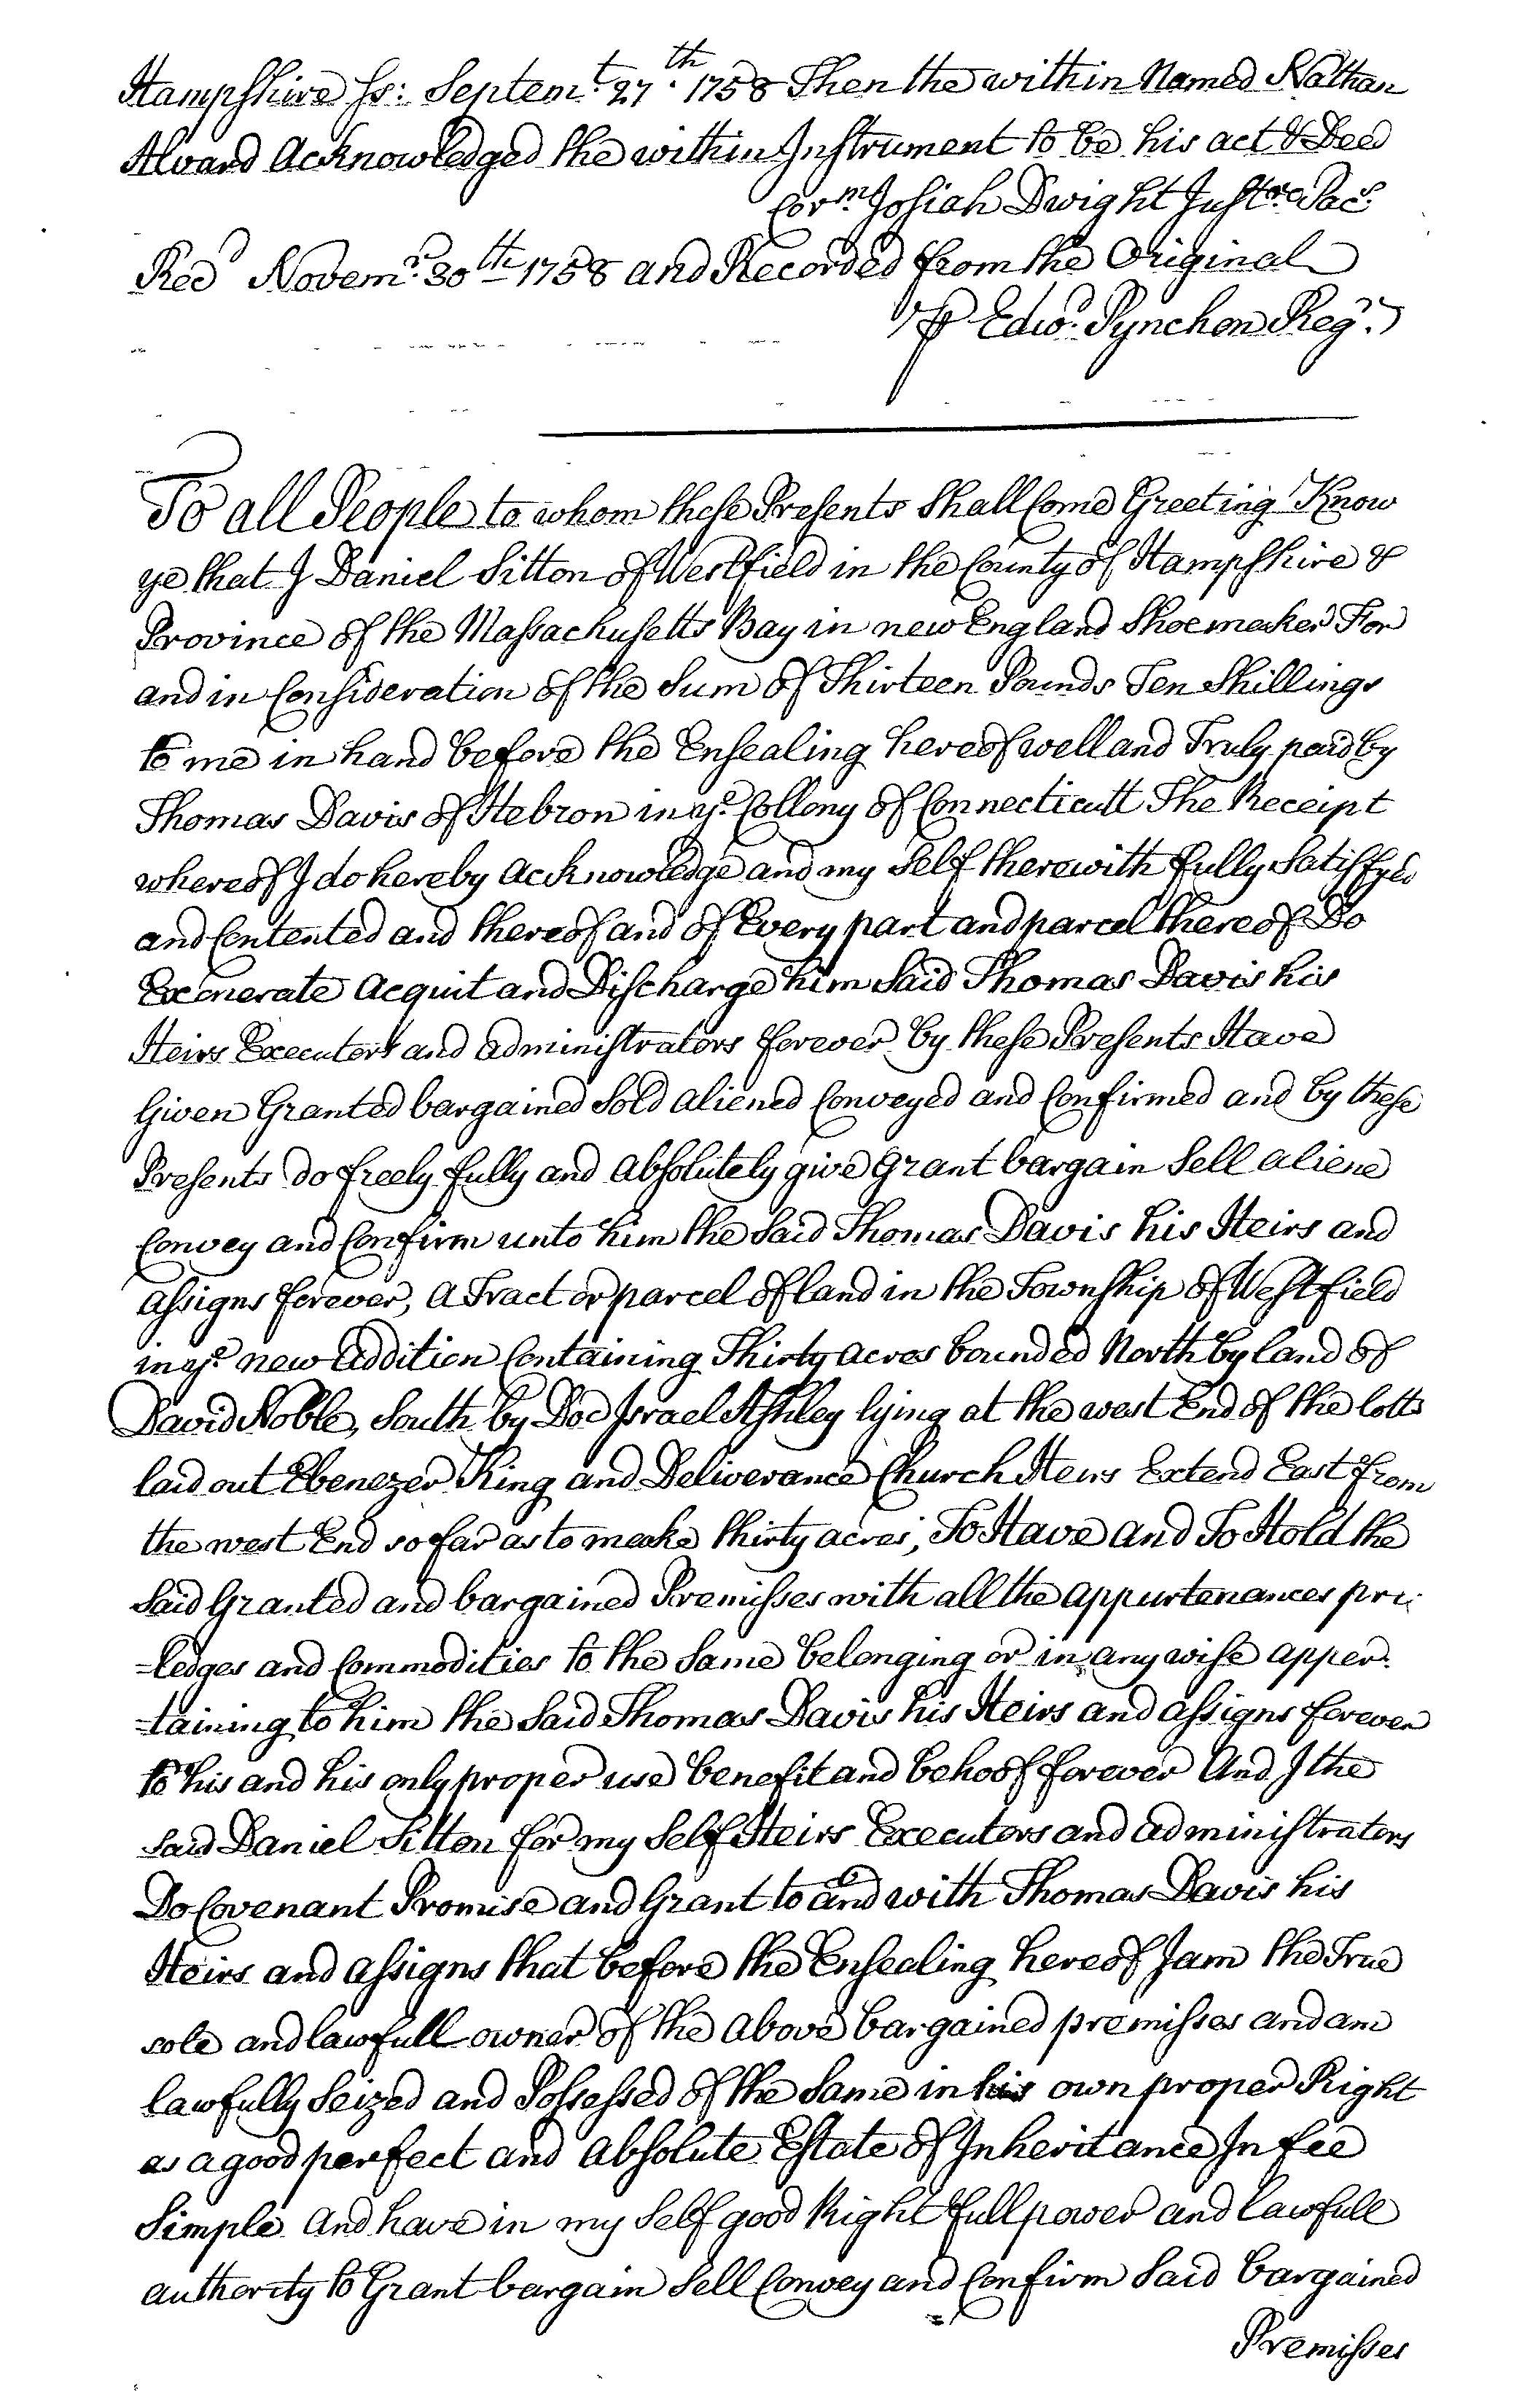 Hampshire ss: Septemr 27th 1758 Then the within Named Nathan
Alvard Acknowledged the within Instrument to be his act & Deed
Corm Josiah Dwight Justce Pacs
Recd Novemr 30th 1758 and Recorded from the Original
⅌ Edwd Pynchon Regr
To all People to whom these Presents Shall Come Greeting Know
ye that I Daniel Sitton of Westfield in the County of Hampshire &
Province of the Massachusetts Bay in new England Shoemaker For
and in Consideration of the Sum of Thirteen Pounds Ten Shillings
to me in hand before the Ensealing hereof well and Truly paid by
Thomas Davis of Hebron in ye Collony of Connecticutt The Receipt
whereof I do hereby Acknowledge and my Self therewith fully Satisfyed
and Contented and thereof and of Every part and parcel thereof Do
Exonerate Acquit and Discharge him Said Thomas Davis his
Heirs Executors and administrators forever by these Presents Have
Given Granted bargained Sold aliened Conveyed and Confirmed and by these
Presents do freely fully and absolutely give grant bargain Sell aliene
Convey and Confirm unto him the Said Thomas Davis his Heirs and
assigns forever, a Tract or parcel of land in the Township of Westfield
in ye new addition Containing Thirty acres bounded North by land of
David Noble, South by Doc Israel Ashley lying at the west End of the lotts
laid out Ebenezer King and Deliverance Church Heirs Extend East from
the west End so far as to make thirty acres, To Have and To Hold the
Said Granted and bargained Premisses with all the appurtenances pri
=ledges and Commodities to the Same belonging or in any wise apper-
=taining to him the Said Thomas Davis his Heirs and assigns forever
to his and his only proper use benefit and behoof forever And I the
Said Daniel Sitton for my Self Heirs Executors and administrators
Do Covenant Promise and Grant to and with Thomas Davis his
Heirs and assigns that before the Ensealing hereof I am the True
sole and lawfull owner of the above bargained premisses and am
lawfully Seized and Possessed of the Same in his own proper Right
as a good perfect and absolute Estate of Inheritance In fee
Simple And have in my Self good Right full power and lawfull
authority to Grant bargain Sell Convey and Confirm Said bargained
Premisses